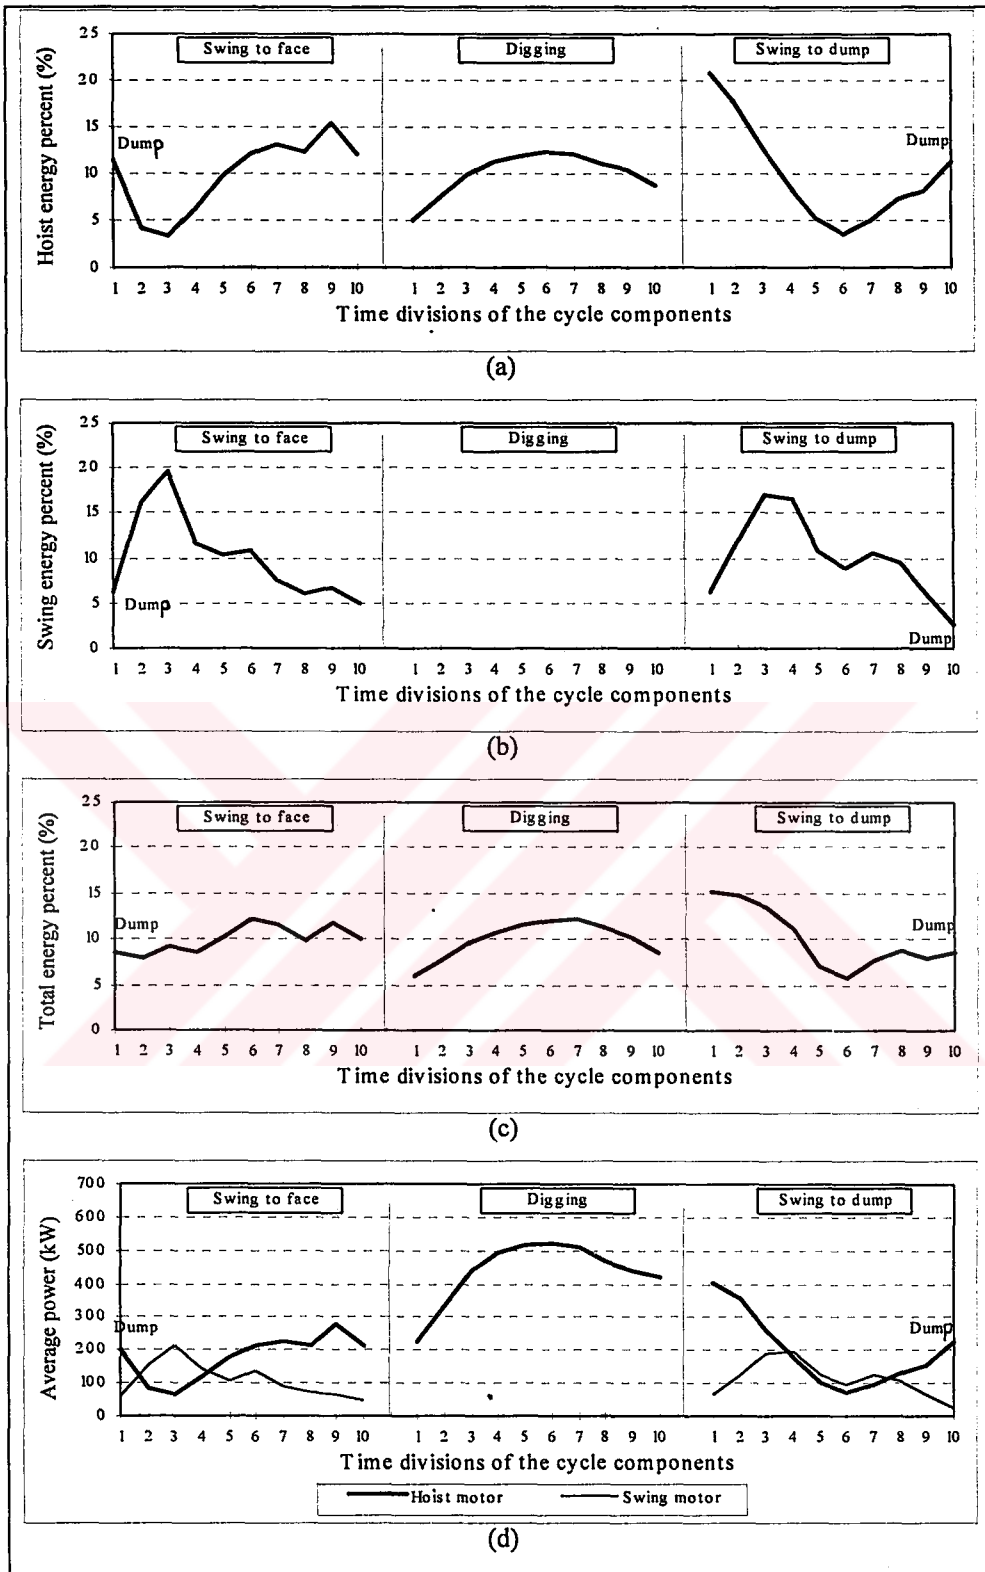 Hoist energy percent (%)
25
20
15
10
5
0
Swing to face
Digging
Swing to dump
Dump
Dump
1 2 3 4 5 6 7 8 9 10 1 2 3 4 5 6 7 8 9 10 1 2 3 4 5 6 7 8 9 10
Time divisions of the cycle components
(a)
Swing energy percent (%)
25
20
15
10
5
0
Swing to face
Digging
Swing to dump
Dump
Dump
1 2 3 4 5 6 7 8 9 10 1 2 3 4 5 6 7 8 9 10 1 2 3 4 5 6 7 8 9 10
Time divisions of the cycle components
(b)
Total energy percent (%)
25
20
15
10
5
0
Swing to face
Digging
Swing to dump
Dump
Dump
1 2 3 4 5 6 7 8 9 10 1 2 3 4 5 6 7 8 9 10 1 2 3 4 5 6 7 8 9 10
Time divisions of the cycle components
(c)
Average power (kW)
700
600
500
400
300
200
100
0
Swing to face
Digging
Swing to dump
Dump
Dump
1 2 3 4 5 6 7 8 9 10 1 2 3 4 5 6 7 8 9 10 1 2 3 4 5 6 7 8 9 10
Time divisions of the cycle components
Hoist motor Swing motor
(d)